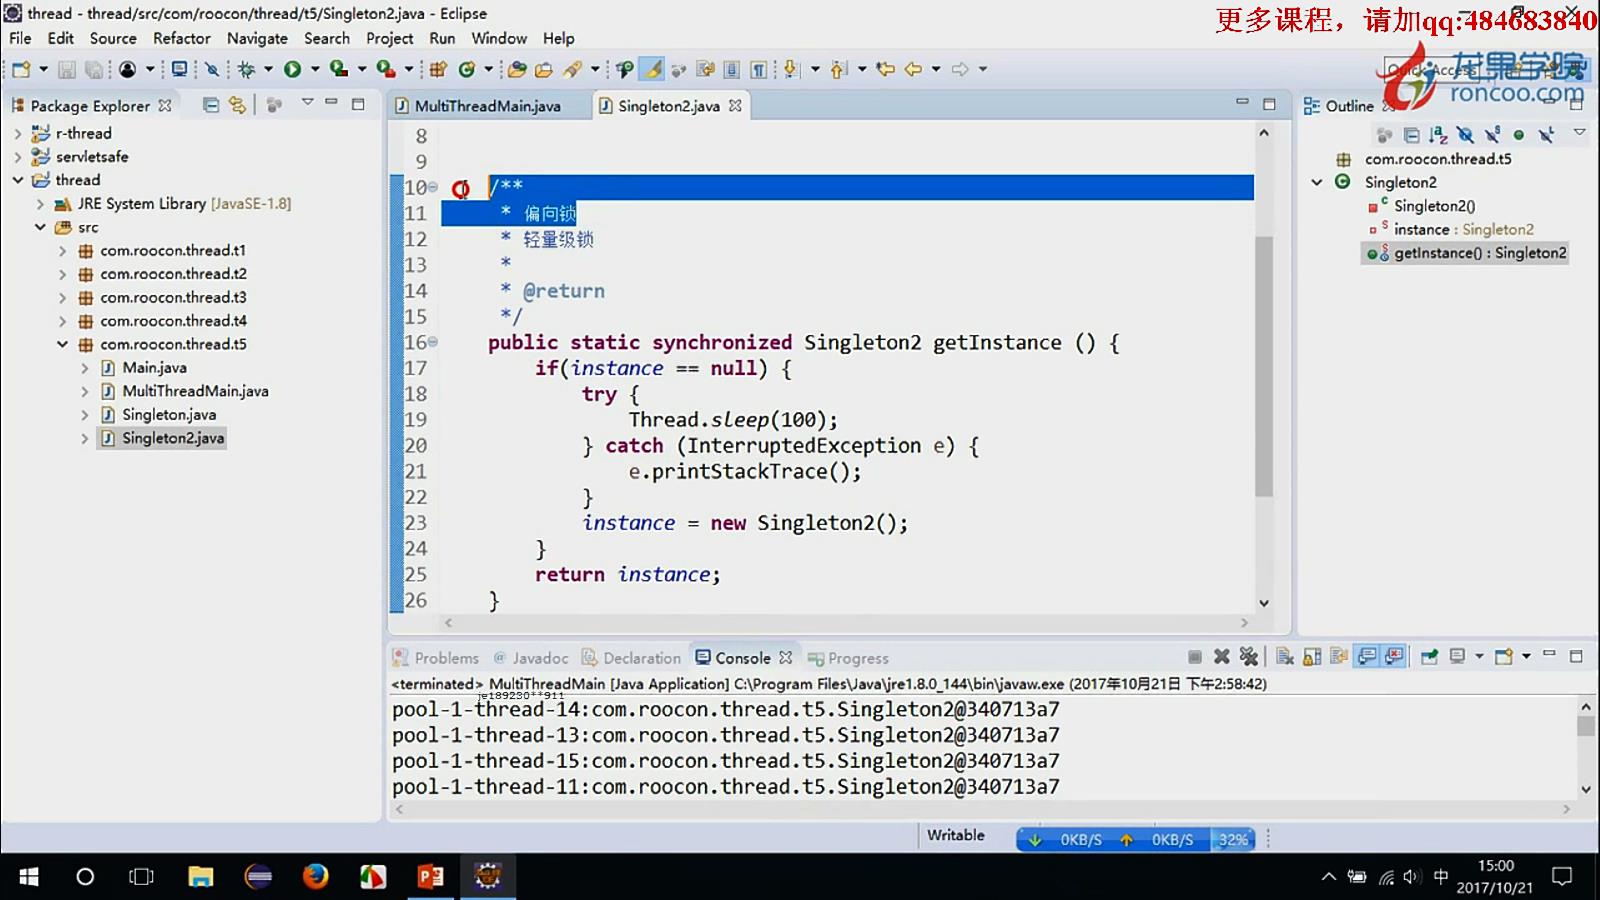 thread - thread/src/com/roocon/thread/t5/Singleton2.java - Eclipse
更多课程，请加qq:484683840
File Edit Source Refactor Navigate Search Project Run Window Help
龙果学院
roncoo.com
Quick Access
Package Explorer
r-thread
servletsafe
thread
JRE System Library [JavaSE-1.8]
src
com.roocon.thread.t1
com.roocon.thread.t2
com.roocon.thread.t3
com.roocon.thread.t4
com.roocon.thread.t5
Main.java
MultiThreadMain.java
Singleton.java
Singleton2.java
MultiThreadMain.java Singleton2.java
8
9
10 /**
11 * 偏向锁
12 * 轻量级锁
13 *
14 * @return
15 */
16 public static synchronized Singleton2 getInstance () {
17 if(instance == null) {
18 try {
19 Thread.sleep(100);
20 } catch (InterruptedException e) {
21 e.printStackTrace();
22 }
23 instance = new Singleton2();
24 }
25 return instance;
26 }
Outline
com.roocon.thread.t5
Singleton2
Singleton2()
instance : Singleton2
getInstance() : Singleton2
Problems @ Javadoc Declaration Console Progress
<terminated> MultiThreadMain [Java Application] C:\Program Files\Java\jre1.8.0_144\bin\javaw.exe (2017年10月21日 下午2:58:42)
je189230**911
pool-1-thread-14:com.roocon.thread.t5.Singleton2@340713a7
pool-1-thread-13:com.roocon.thread.t5.Singleton2@340713a7
pool-1-thread-15:com.roocon.thread.t5.Singleton2@340713a7
pool-1-thread-11:com.roocon.thread.t5.Singleton2@340713a7
Writable
0KB/S 0KB/S 32%
中
15:00
2017/10/21